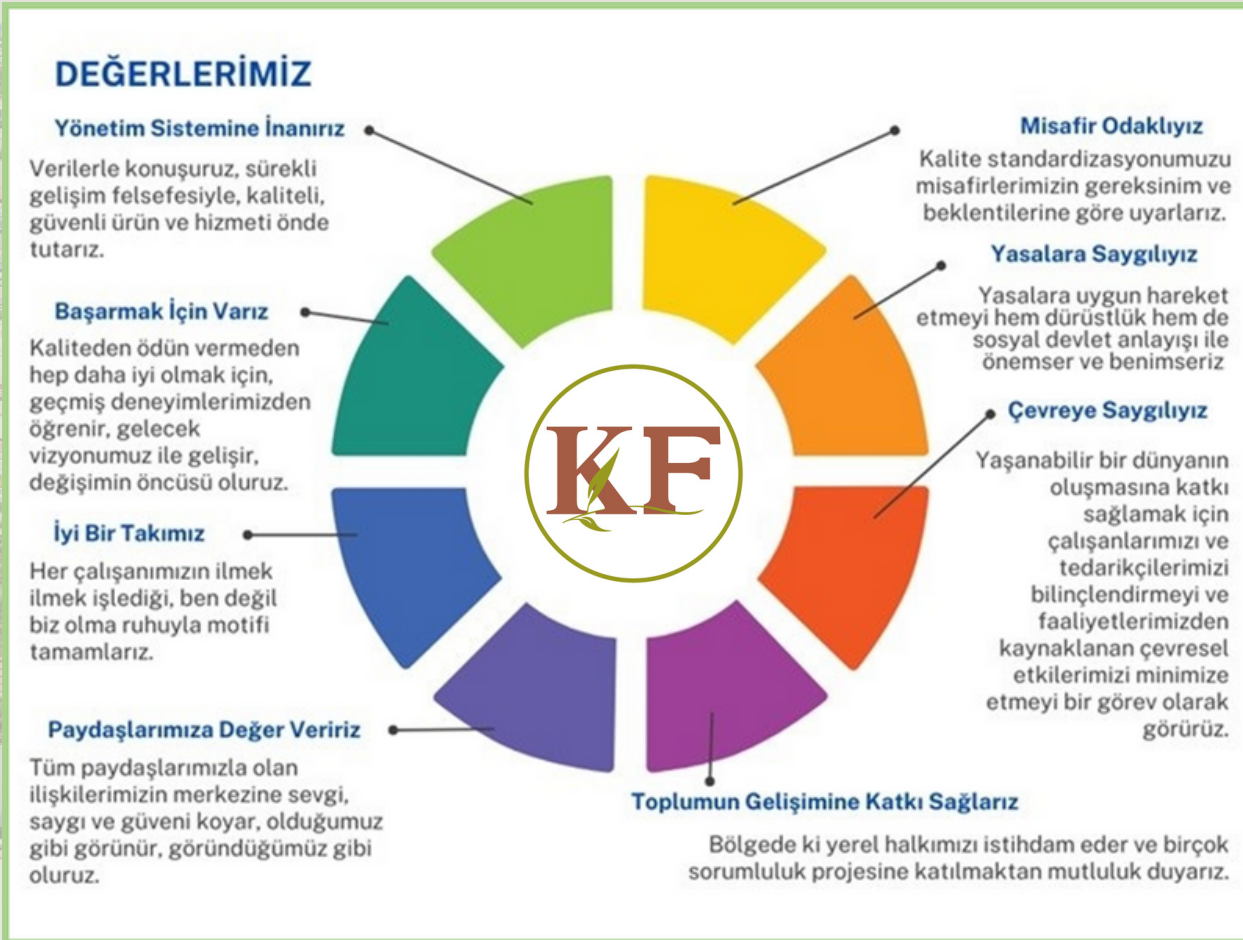 DEĞERLERİMİZ
Yönetim Sistemine İnanırız
Verilerle konuşuruz, sürekli
gelişim felsefesiyle, kaliteli,
güvenli ürün ve hizmeti önde
tutarız.
Başarmak İçin Varız
Kaliteden ödün vermeden
hep daha iyi olmak için,
geçmiş deneyimlerimizden
öğrenir, gelecek
vizyonumuz ile gelişir,
değişimin öncüsü oluruz.
İyi Bir Takımız
Her çalışanımızın ilmek
ilmek işlediği, ben değil
biz olma ruhuyla motifi
tamamlarız.
Paydaşlarımıza Değer Veririz
Tüm paydaşlarımızla olan
ilişkilerimizin merkezine sevgi,
saygı ve güveni koyar, olduğumuz
gibi görünür, göründüğümüz gibi
oluruz.
KF
Misafir Odaklıyız
Kalite standardizasyonumuzu
misafirlerimizin gereksinim ve
beklentilerine göre uyarlarız.
Yasalara Saygılıyız
Yasalara uygun hareket
etmeyi hem dürüstlük hem de
sosyal devlet anlayışı ile
önemser ve benimseriz
Çevreye Saygılıyız
Yaşanabilir bir dünyanın
oluşmasına katkı
sağlamak için
çalışanlarımızı ve
tedarikçilerimizi
bilinçlendirmeyi ve
faaliyetlerimizden
kaynaklanan çevresel
etkilerimizi minimize
etmeyi bir görev olarak
görürüz.
Toplumun Gelişimine Katkı Sağlarız
Bölgede ki yerel halkımızı istihdam eder ve birçok
sorumluluk projesine katılmaktan mutluluk duyarız.